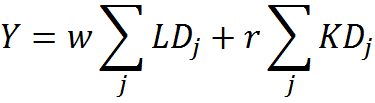 Y = w ∑_j LD_j + r ∑_j KD_j